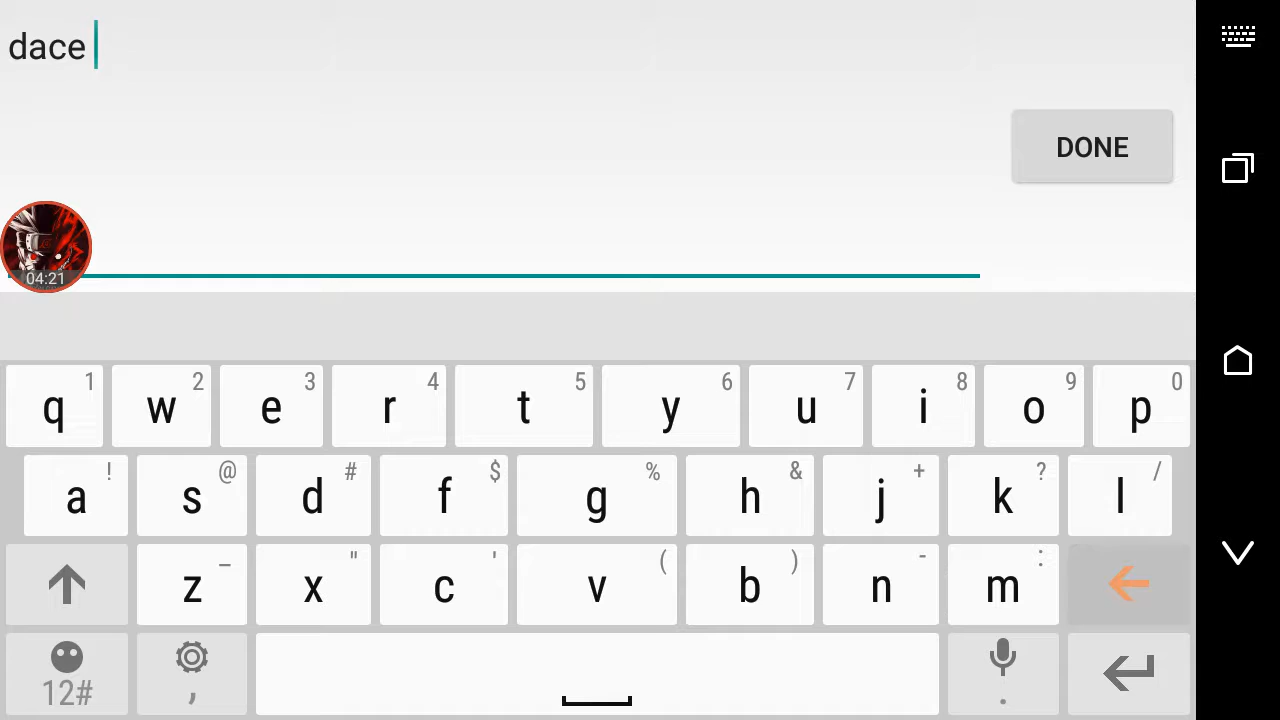 dace
DONE
04:21
q 1 w 2 e 3 r 4 t 5 y 6 u 7 i 8 o 9 p 0
a ! s @ d # f $ g % h & j + k ? l /
z _ x " c ' v ( b ) n - m :
12# , .